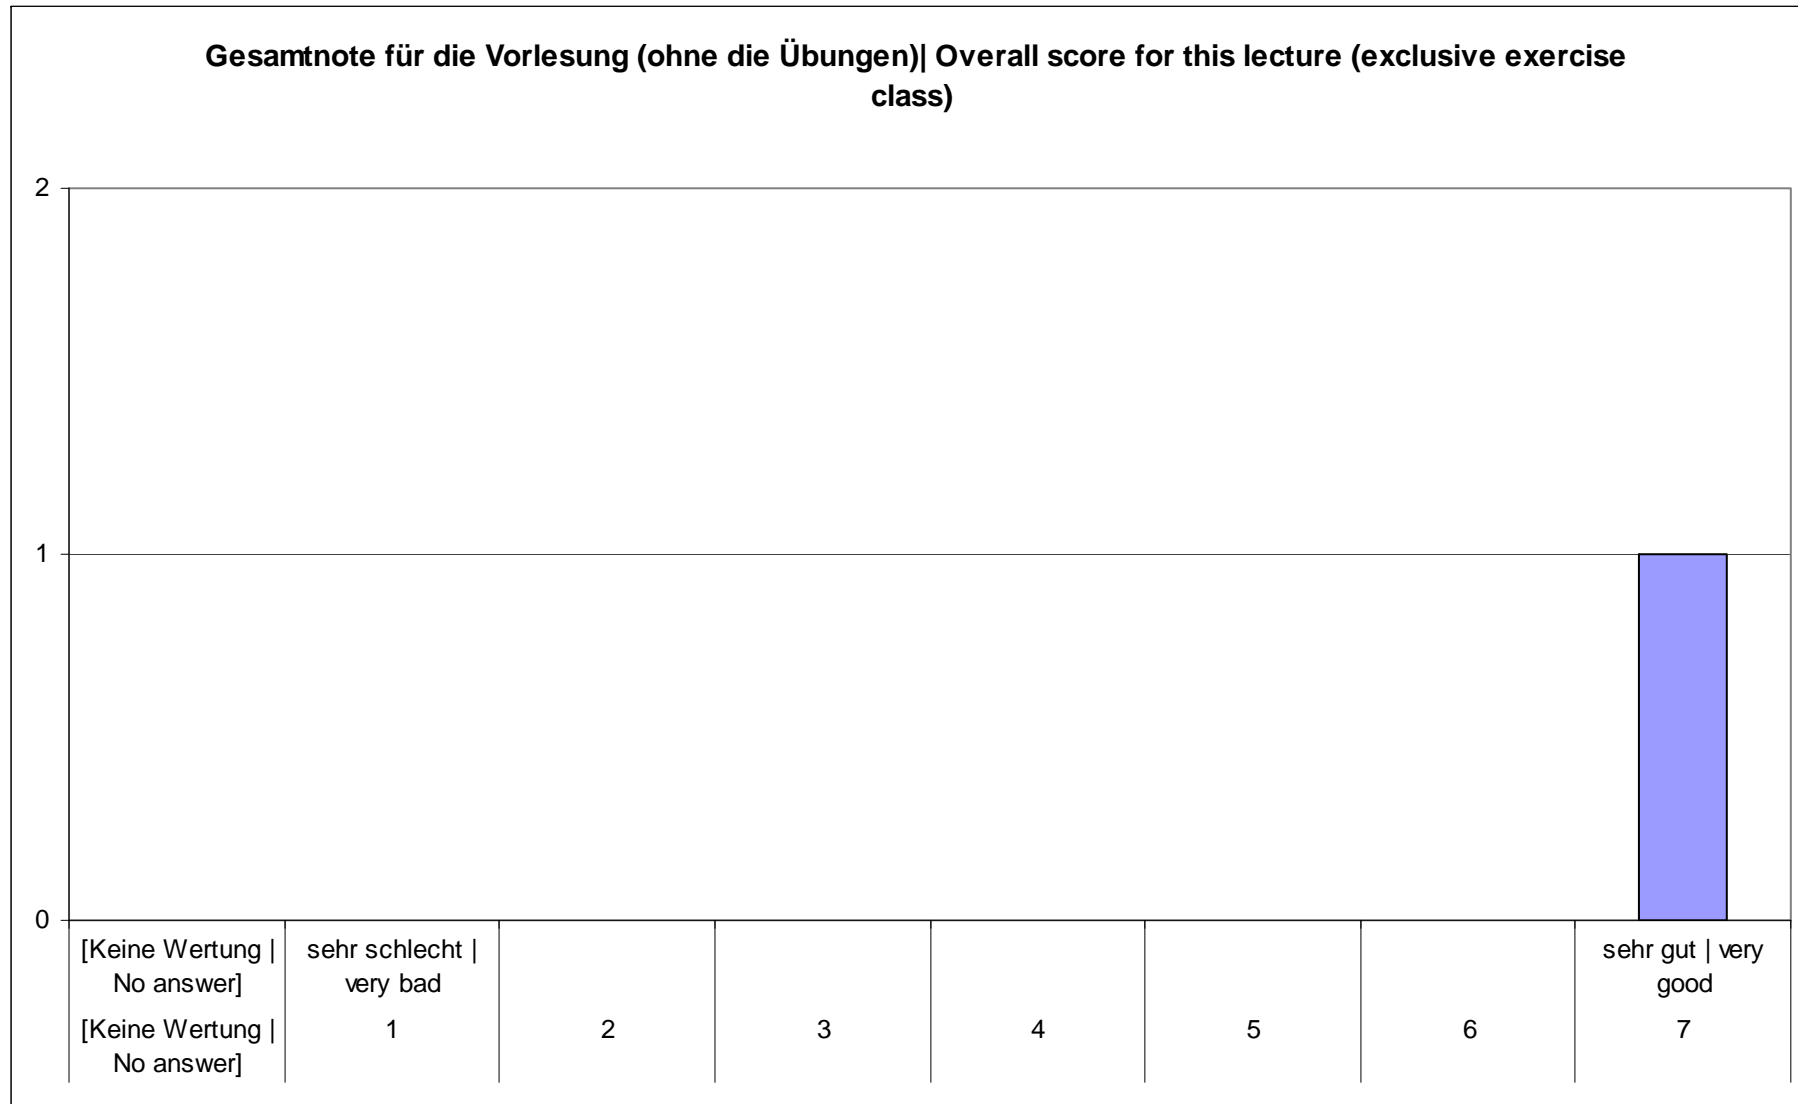 Gesamtnote für die Vorlesung (ohne die Übungen)| Overall score for this lecture (exclusive exercise
class)
2
1
0
[Keine Wertung | sehr schlecht | sehr gut | very
No answer] very bad good
[Keine Wertung | 1 2 3 4 5 6 7
No answer]